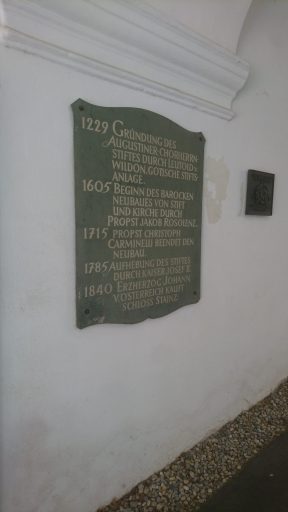 1229 GRÜNDUNG DES
AUGUSTINER-CHORHERRN
STIFTES DURCH LEUTOLD-
WILDON, GOTISCHE STIFTS-
ANLAGE.
1605 BEGINN DES BAROCKEN
NEUBAUES VON STIFT
UND KIRCHE DURCH
PROPST JAKOB ROSOLENZ.
1715 PROPST CHRISTOPH
CARMINELLI BEENDET DEN
NEUBAU.
1785 AUFHEBUNG DES STIFTES
DURCH KAISER JOSEF II.
1840 ERZHERZOG JOHANN
V.OSTERREICH KAUFT
SCHLOSS STAINZ